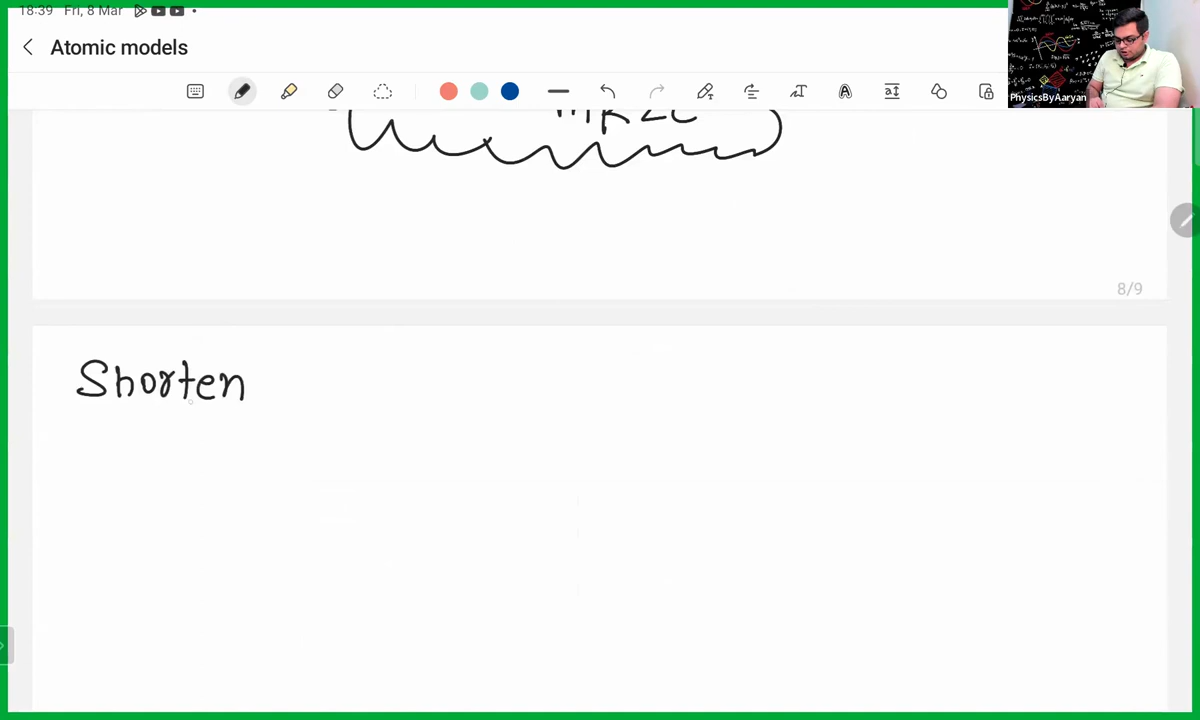 18:39 Fri, 8 Mar
Atomic models
PhysicsByAaryan
8/9
Shorten